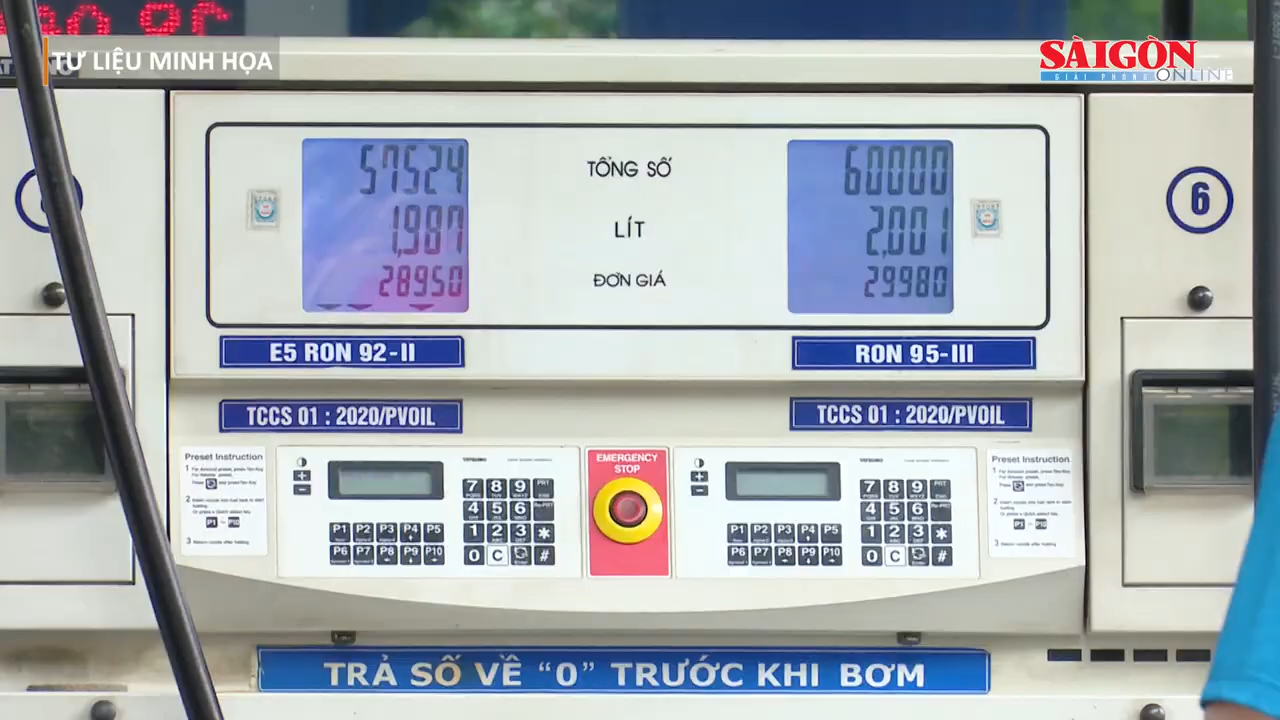 TƯ LIỆU MINH HỌA
SÀI GÒN
GIẢI PHÓNG ONLINE
57524
TỔNG SỐ
60000
1,987
LÍT
2,001
28950
ĐƠN GIÁ
29980
6
E5 RON 92-II
RON 95-III
TCCS 01 : 2020/PVOIL
TCCS 01 : 2020/PVOIL
Preset Instruction
EMERGENCY
STOP
Preset Instruction
7 8 9
4 5 6
1 2 3 *
0 C #
P1 P2 P3 P4 P5
P6 P7 P8 P9 P10
7 8 9
4 5 6
1 2 3 *
0 C #
P1 P2 P3 P4 P5
P6 P7 P8 P9 P10
TRẢ SỐ VỀ "0" TRƯỚC KHI BƠM